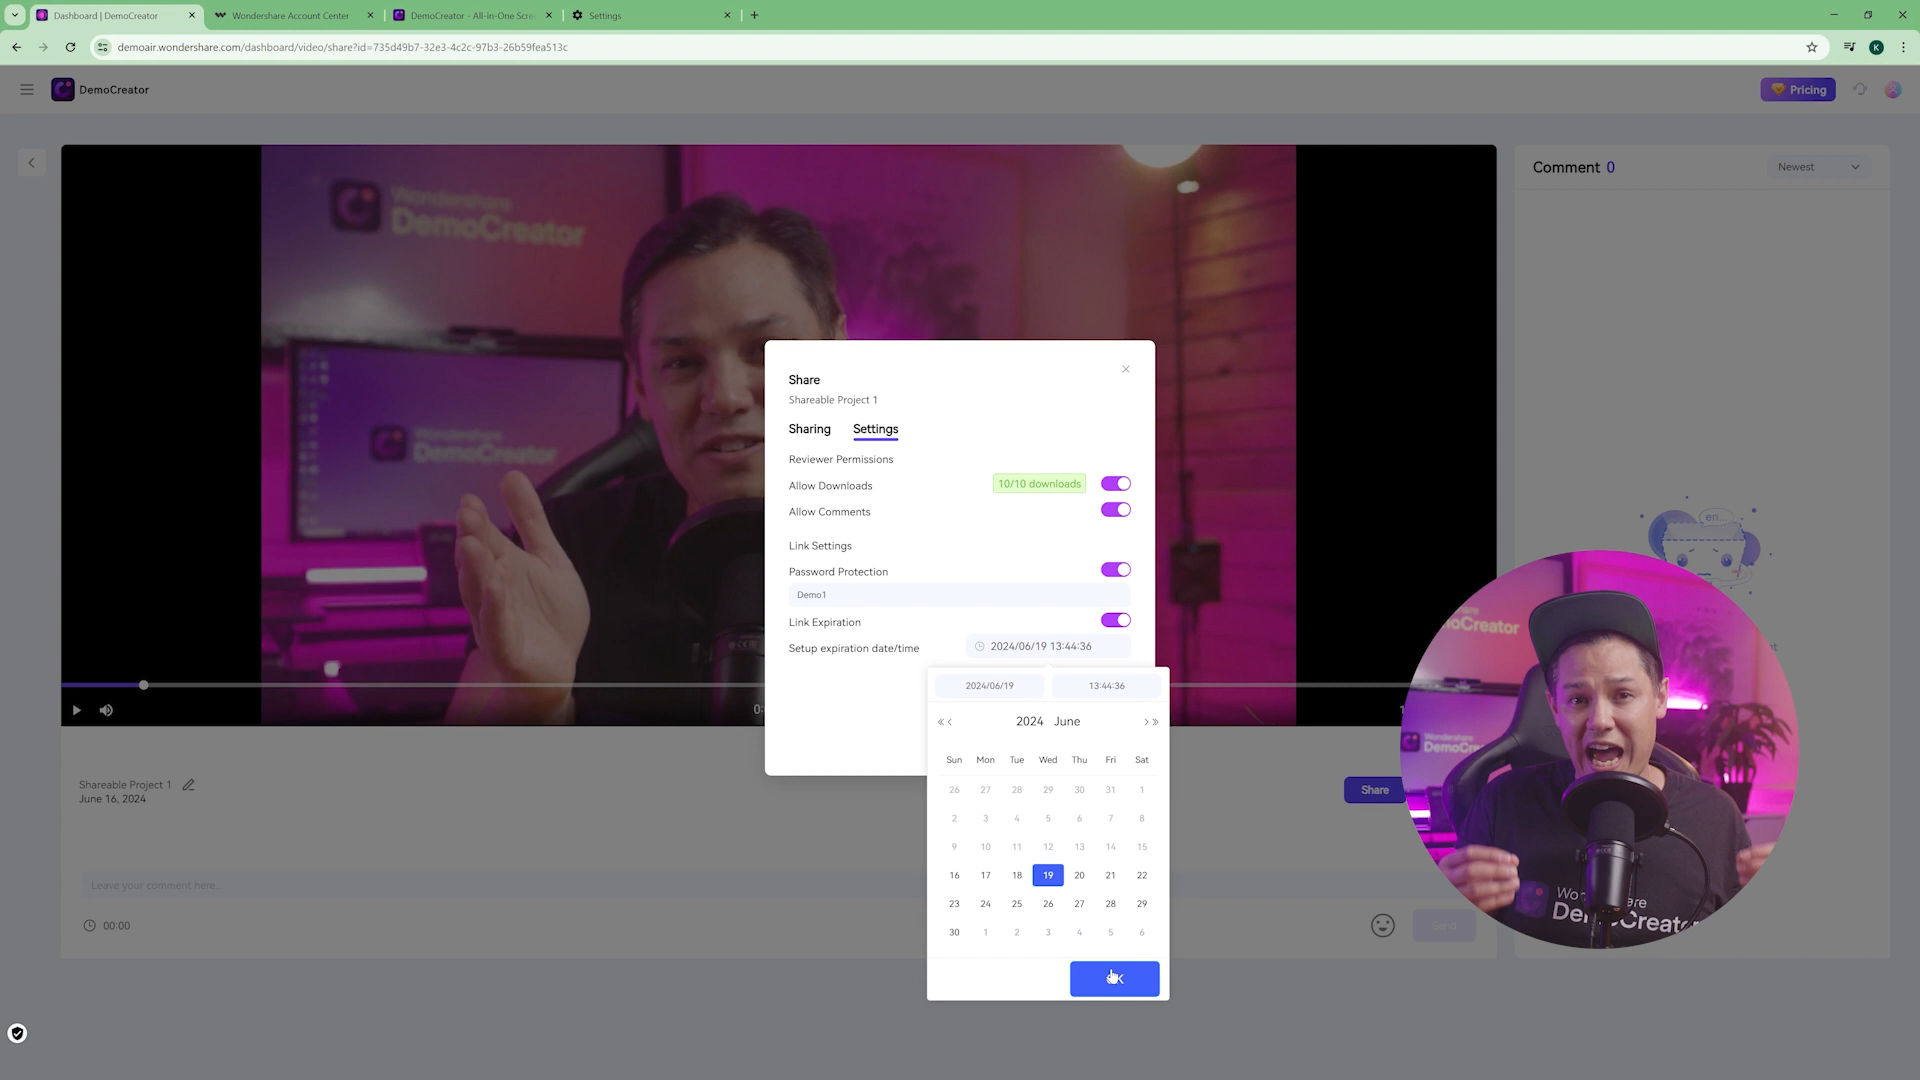 Dashboard | DemoCreator
Wondershare Account Center
DemoCreator - All-in-One Scre
Settings
demoair.wondershare.com/dashboard/video/share?id=735d49b7-32e3-4c2c-97b3-26b59fea513c
K
DemoCreator
Pricing
Wondershare
DemoCreator
Wondershare
DemoCreator
Comment 0
Newest
en...
Share
Shareable Project 1
Sharing
Settings
Reviewer Permissions
Allow Downloads
10/10 downloads
Allow Comments
Link Settings
Password Protection
Demo1
Link Expiration
Setup expiration date/time
2024/06/19 13:44:36
2024/06/19
13:44:36
2024 June
Sun Mon Tue Wed Thu Fri Sat
26 27 28 29 30 31 1
2 3 4 5 6 7 8
9 10 11 12 13 14 15
16 17 18 19 20 21 22
23 24 25 26 27 28 29
30 1 2 3 4 5 6
Shareable Project 1
June 16, 2024
Share
Leave your comment here...
00:00
Send